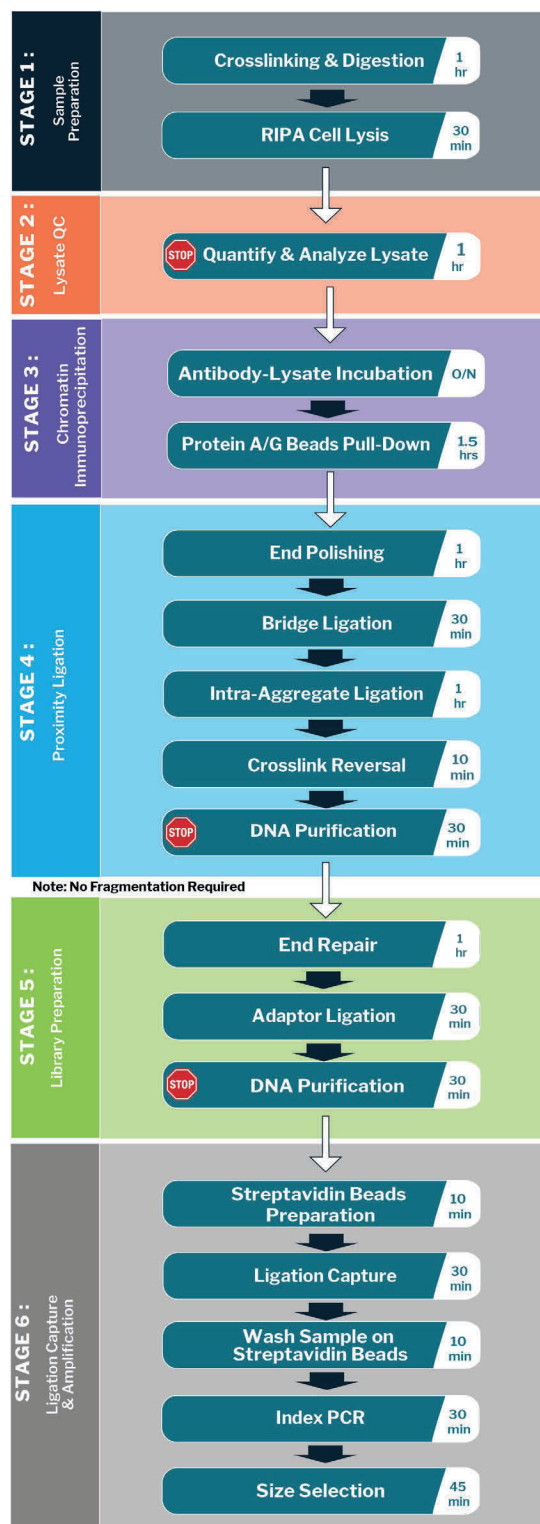 STAGE 1 :
Sample
Preparation
Crosslinking & Digestion
1
hr
RIPA Cell Lysis
30
min
STAGE 2 :
Lysate QC
STOP
Quantify & Analyze Lysate
1
hr
STAGE 3 :
Chromatin
Immunoprecipitation
Antibody-Lysate Incubation
O/N
Protein A/G Beads Pull-Down
1.5
hrs
STAGE 4 :
Proximity Ligation
End Polishing
1
hr
Bridge Ligation
30
min
Intra-Aggregate Ligation
1
hr
Crosslink Reversal
10
min
STOP
DNA Purification
30
min
Note: No Fragmentation Required
STAGE 5 :
Library Preparation
End Repair
1
hr
Adaptor Ligation
30
min
STOP
DNA Purification
30
min
STAGE 6 :
Ligation Capture
& Amplification
Streptavidin Beads
Preparation
10
min
Ligation Capture
30
min
Wash Sample on
Streptavidin Beads
10
min
Index PCR
30
min
Size Selection
45
min